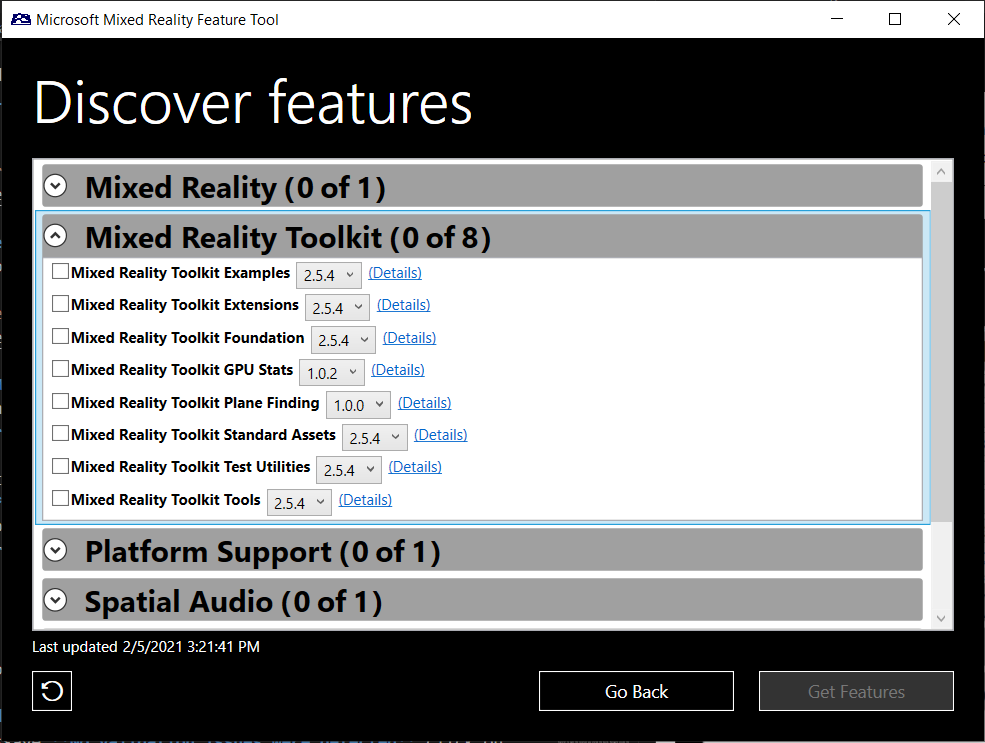 Microsoft Mixed Reality Feature Tool
Discover features
Mixed Reality (0 of 1)
Mixed Reality Toolkit (0 of 8)
Mixed Reality Toolkit Examples 2.5.4 (Details)
Mixed Reality Toolkit Extensions 2.5.4 (Details)
Mixed Reality Toolkit Foundation 2.5.4 (Details)
Mixed Reality Toolkit GPU Stats 1.0.2 (Details)
Mixed Reality Toolkit Plane Finding 1.0.0 (Details)
Mixed Reality Toolkit Standard Assets 2.5.4 (Details)
Mixed Reality Toolkit Test Utilities 2.5.4 (Details)
Mixed Reality Toolkit Tools 2.5.4 (Details)
Platform Support (0 of 1)
Spatial Audio (0 of 1)
Last updated 2/5/2021 3:21:41 PM
Go Back
Get Features